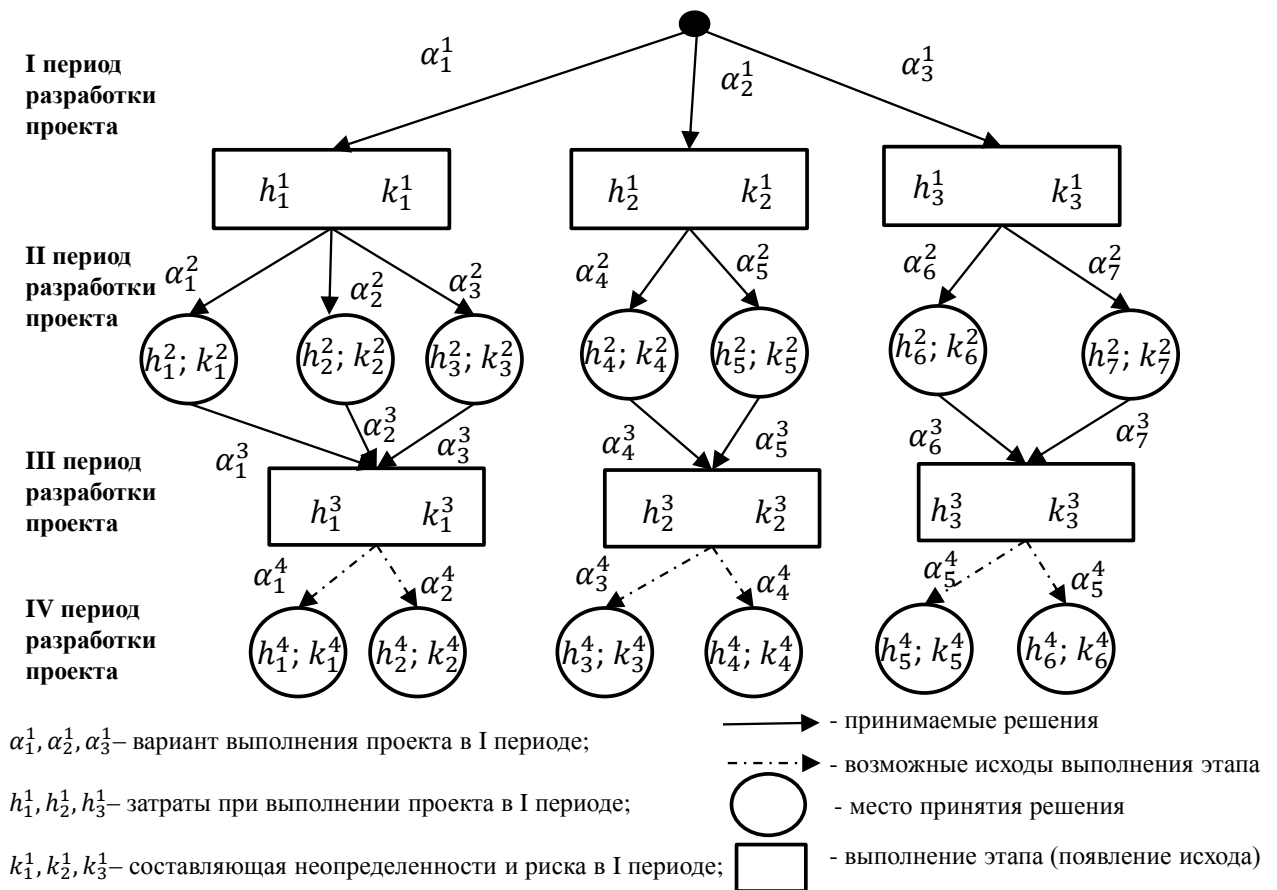 α₁¹ α₂¹ α₃¹
I период
разработки
проекта
h₁¹ k₁¹ h₂¹ k₂¹ h₃¹ k₃¹
II период
разработки
проекта
α₁² α₂² α₃² α₄² α₅² α₆² α₇²
h₁²; k₁² h₂²; k₂² h₃²; k₃² h₄²; k₄² h₅²; k₅² h₆²; k₆² h₇²; k₇²
α₁³ α₂³ α₃³ α₄³ α₅³ α₆³ α₇³
III период
разработки
проекта
h₁³ k₁³ h₂³ k₂³ h₃³ k₃³
α₁⁴ α₂⁴ α₃⁴ α₄⁴ α₅⁴ α₅⁴
IV период
разработки
проекта
h₁⁴; k₁⁴ h₂⁴; k₂⁴ h₃⁴; k₃⁴ h₄⁴; k₄⁴ h₅⁴; k₅⁴ h₆⁴; k₆⁴
α₁¹, α₂¹, α₃¹– вариант выполнения проекта в I периоде;
h₁¹, h₂¹, h₃¹– затраты при выполнении проекта в I периоде;
k₁¹, k₂¹, k₃¹– составляющая неопределенности и риска в I периоде;
- принимаемые решения
- возможные исходы выполнения этапа
- место принятия решения
- выполнение этапа (появление исхода)